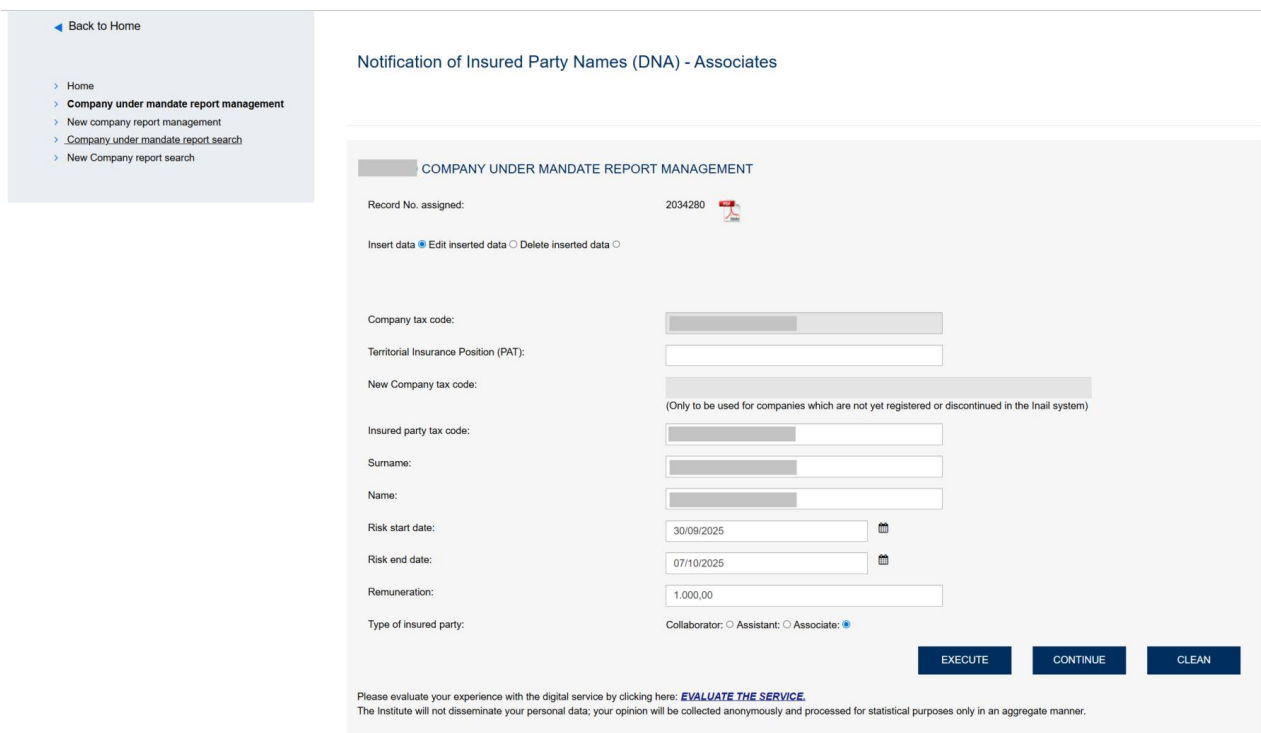 Back to Home
Home
Company under mandate report management
New company report management
Company under mandate report search
New Company report search
Notification of Insured Party Names (DNA) - Associates
COMPANY UNDER MANDATE REPORT MANAGEMENT
Record No. assigned: 2034280
Insert data Edit inserted data Delete inserted data
Company tax code:
Territorial Insurance Position (PAT):
New Company tax code:
(Only to be used for companies which are not yet registered or discontinued in the Inail system)
Insured party tax code:
Surname:
Name:
Risk start date: 30/09/2025
Risk end date: 07/10/2025
Remuneration: 1.000,00
Type of insured party: Collaborator: Assistant: Associate:
EXECUTE CONTINUE CLEAN
Please evaluate your experience with the digital service by clicking here: EVALUATE THE SERVICE.
The Institute will not disseminate your personal data; your opinion will be collected anonymously and processed for statistical purposes only in an aggregate manner.